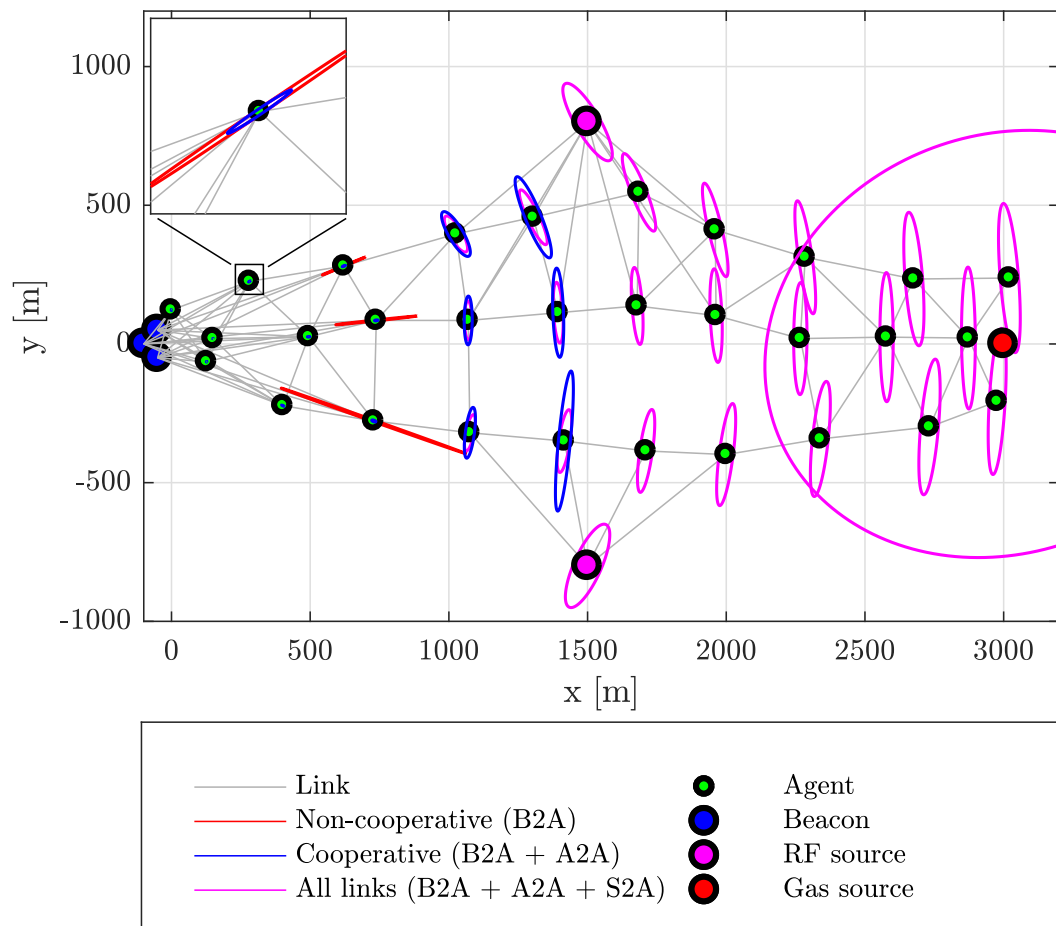 1000
500
0
-500
-1000
y [m]
0 500 1000 1500 2000 2500 3000
x [m]
Link Agent
Non-cooperative (B2A) Beacon
Cooperative (B2A + A2A) RF source
All links (B2A + A2A + S2A) Gas source